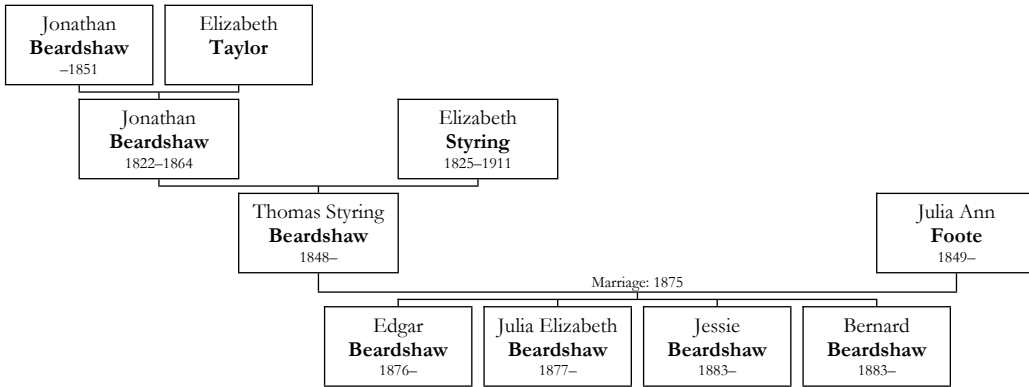 Jonathan
Beardshaw
–1851
Elizabeth
Taylor
Jonathan
Beardshaw
1822–1864
Elizabeth
Styring
1825–1911
Thomas Styring
Beardshaw
1848–
Julia Ann
Foote
1849–
Marriage: 1875
Edgar
Beardshaw
1876–
Julia Elizabeth
Beardshaw
1877–
Jessie
Beardshaw
1883–
Bernard
Beardshaw
1883–